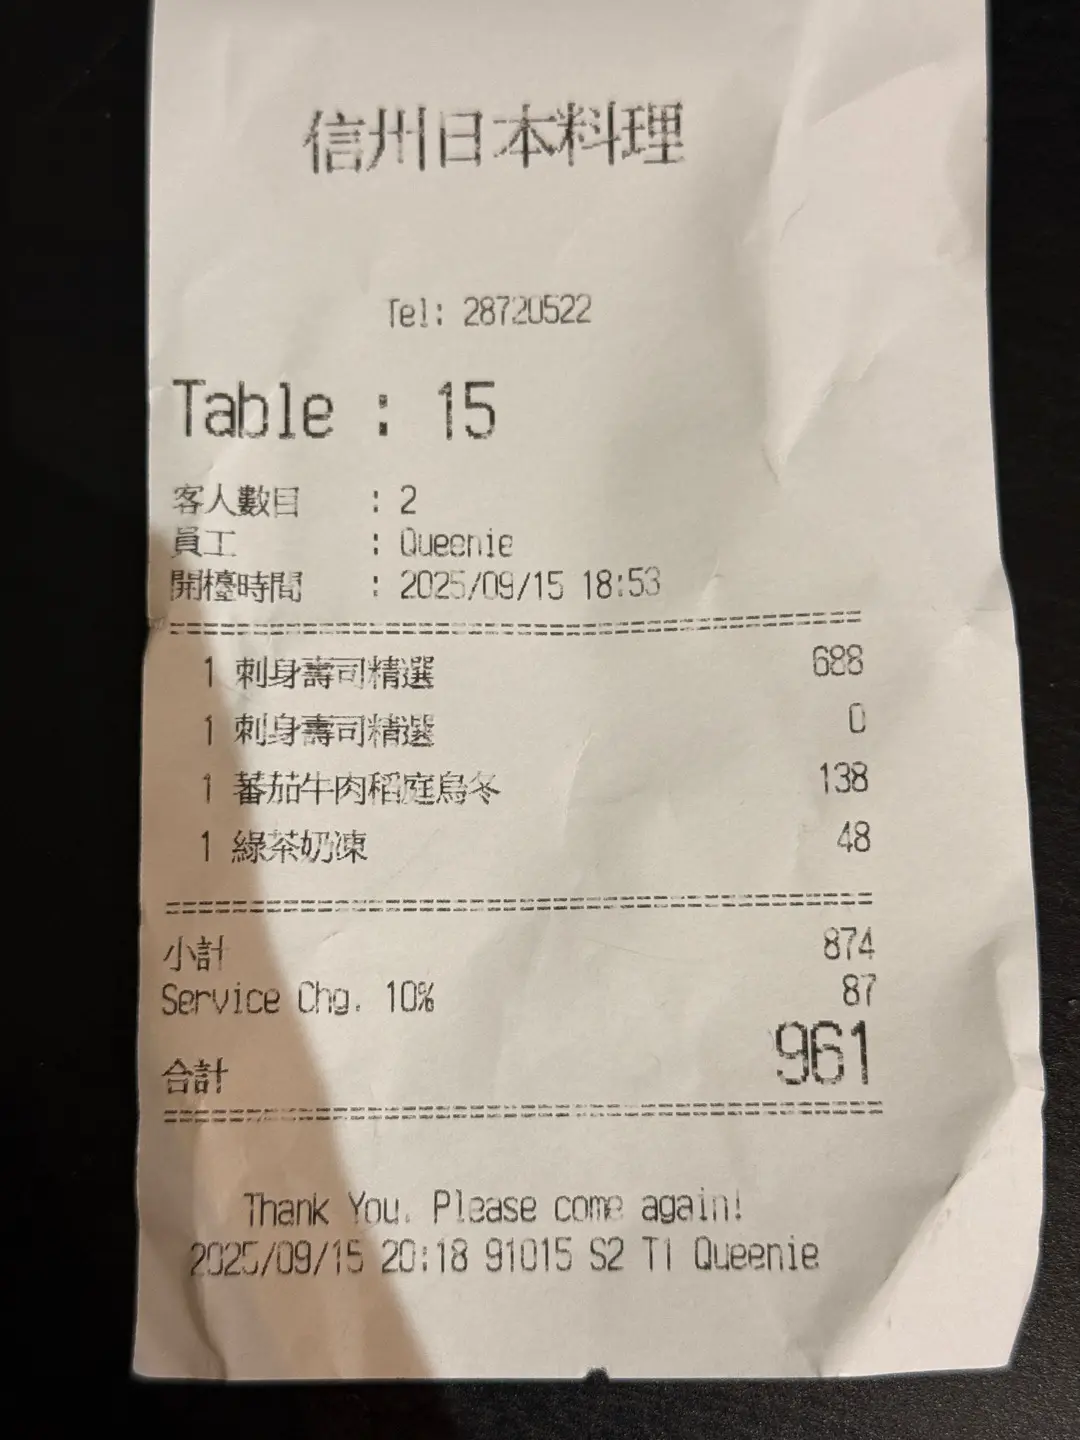 信州日本料理
Tel: 28720522
Table : 15
客人數目 : 2
員工 : Queenie
開檯時間 : 2025/09/15 18:53
1 刺身壽司精選 688
1 刺身壽司精選 0
1 蕃茄牛肉稻庭烏冬 138
1 綠茶奶凍 48
小計 874
Service Chg. 10% 87
合計 961
Thank You. Please come again!
2025/09/15 20:18 91015 S2 T1 Queenie